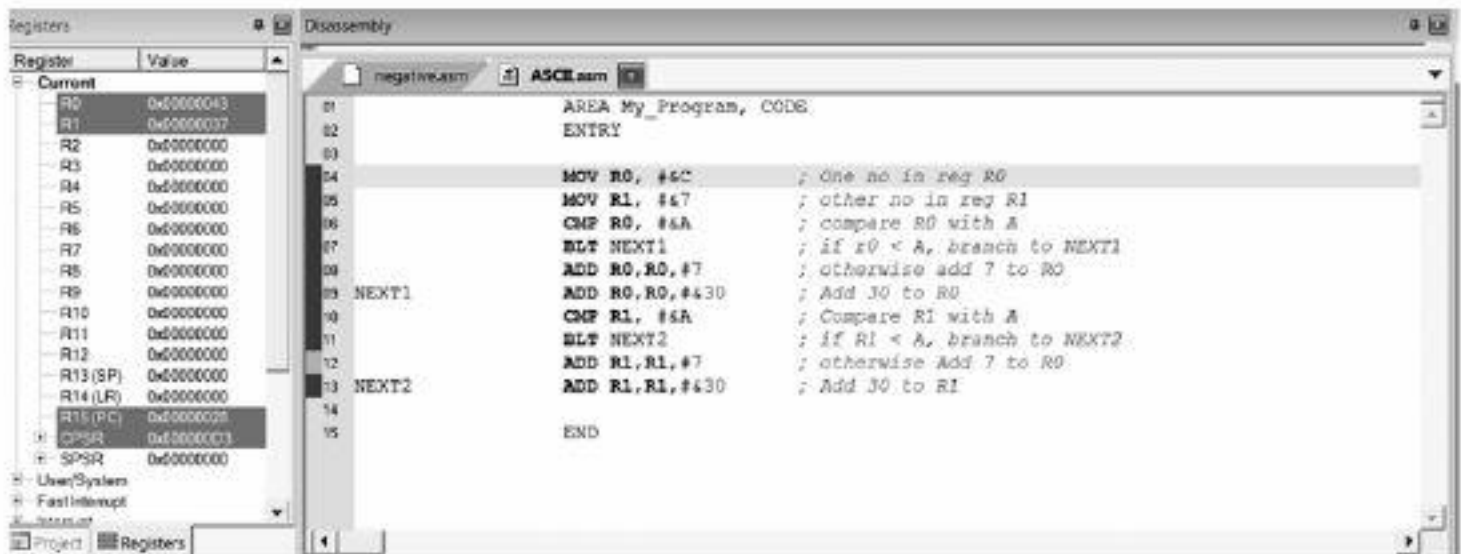 Registers
Disassembly
Register Value
Current
R0 0x00000043
R1 0x00000037
R2 0x00000000
R3 0x00000000
R4 0x00000000
R5 0x00000000
R6 0x00000000
R7 0x00000000
R8 0x00000000
R9 0x00000000
R10 0x00000000
R11 0x00000000
R12 0x00000000
R13 (SP) 0x00000000
R14 (LR) 0x00000000
R15 (PC) 0x00000028
CPSR
SPSR 0x00000000
User/System
Fast Interrupt
Interrupt
Project Registers
negative.asm ASCII.asm
01 AREA My_Program, CODE
02 ENTRY
03
04 MOV R0, #&C ; One no in reg R0
05 MOV R1, #&7 ; other no in reg R1
06 CMP R0, #&A ; compare R0 with A
07 BLT NEXT1 ; if r0 < A, branch to NEXT1
08 ADD R0,R0,#7 ; otherwise add 7 to R0
09 NEXT1 ADD R0,R0,#&30 ; Add 30 to R0
10 CMP R1, #&A ; Compare R1 with A
11 BLT NEXT2 ; if R1 < A, branch to NEXT2
12 ADD R1,R1,#7 ; otherwise Add 7 to R0
13 NEXT2 ADD R1,R1,#&30 ; Add 30 to R1
14
15 END